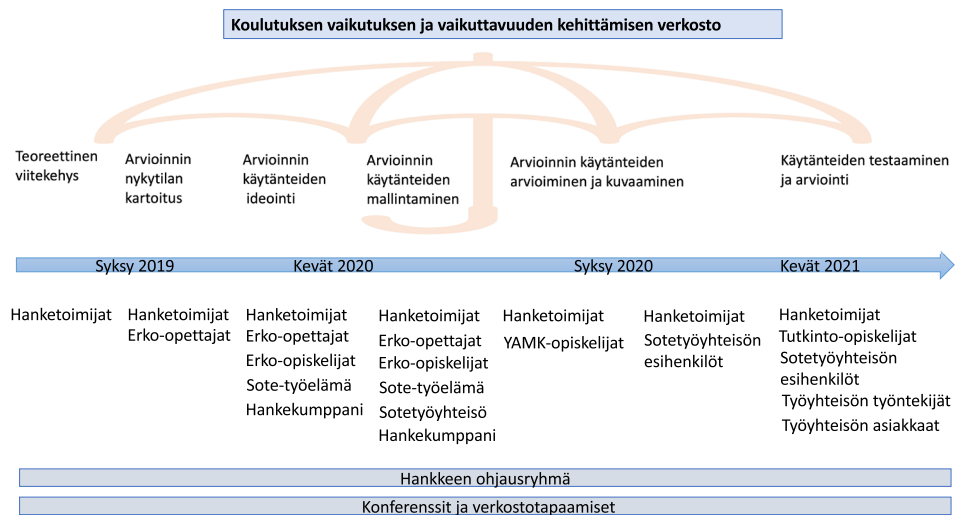 Koulutuksen vaikutuksen ja vaikuttavuuden kehittämisen verkosto
Teoreettinen
viitekehys
Arvioinnin
nykytilan
kartoitus
Arvioinnin
käytänteiden
ideointi
Arvioinnin
käytänteiden
mallintaminen
Arvioinnin käytänteiden
arvioiminen ja kuvaaminen
Käytänteiden testaaminen
ja arviointi
Syksy 2019
Kevät 2020
Syksy 2020
Kevät 2021
Hanketoimijat
Hanketoimijat
Erko-opettajat
Hanketoimijat
Erko-opettajat
Erko-opiskelijat
Sote-työelämä
Hankekumppani
Hanketoimijat
Erko-opettajat
Erko-opiskelijat
Sote-työelämä
Sotetyöyhteisö
Hankekumppani
Hanketoimijat
YAMK-opiskelijat
Hanketoimijat
Sotetyöyhteisön
esihenkilöt
Hanketoimijat
Tutkinto-opiskelijat
Sotetyöyhteisön
esihenkilöt
Työyhteisön työntekijät
Työyhteisön asiakkaat
Hankkeen ohjausryhmä
Konferenssit ja verkostotapaamiset